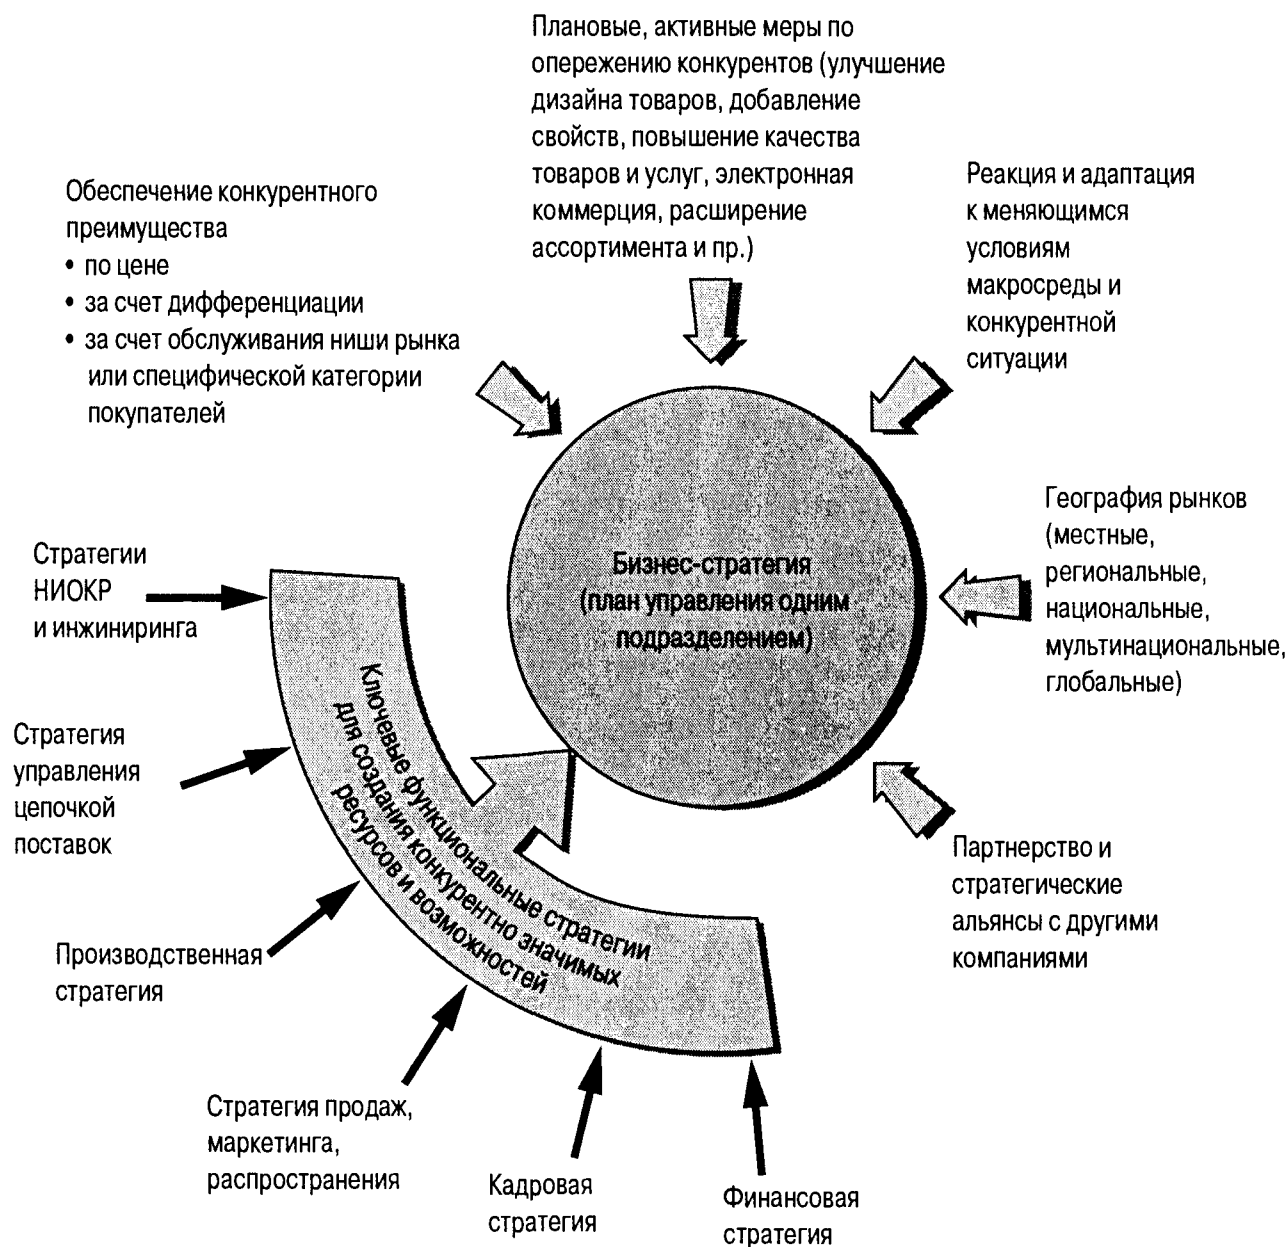 Плановые, активные меры по
опережению конкурентов (улучшение
дизайна товаров, добавление
свойств, повышение качества
товаров и услуг, электронная
коммерция, расширение
ассортимента и пр.)
Обеспечение конкурентного
преимущества
• по цене
• за счет дифференциации
• за счет обслуживания ниши рынка
или специфической категории
покупателей
Реакция и адаптация
к меняющимся
условиям
макросреды и
конкурентной
ситуации
География рынков
(местные,
региональные,
национальные,
мультинациональные,
глобальные)
Бизнес-стратегия
(план управления одним
подразделением)
Партнерство и
стратегические
альянсы с другими
компаниями
Ключевые функциональные стратегии
для создания конкурентно значимых
ресурсов и возможностей
Стратегии
НИОКР
и инжиниринга
Стратегия
управления
цепочкой
поставок
Производственная
стратегия
Стратегия продаж,
маркетинга,
распространения
Кадровая
стратегия
Финансовая
стратегия